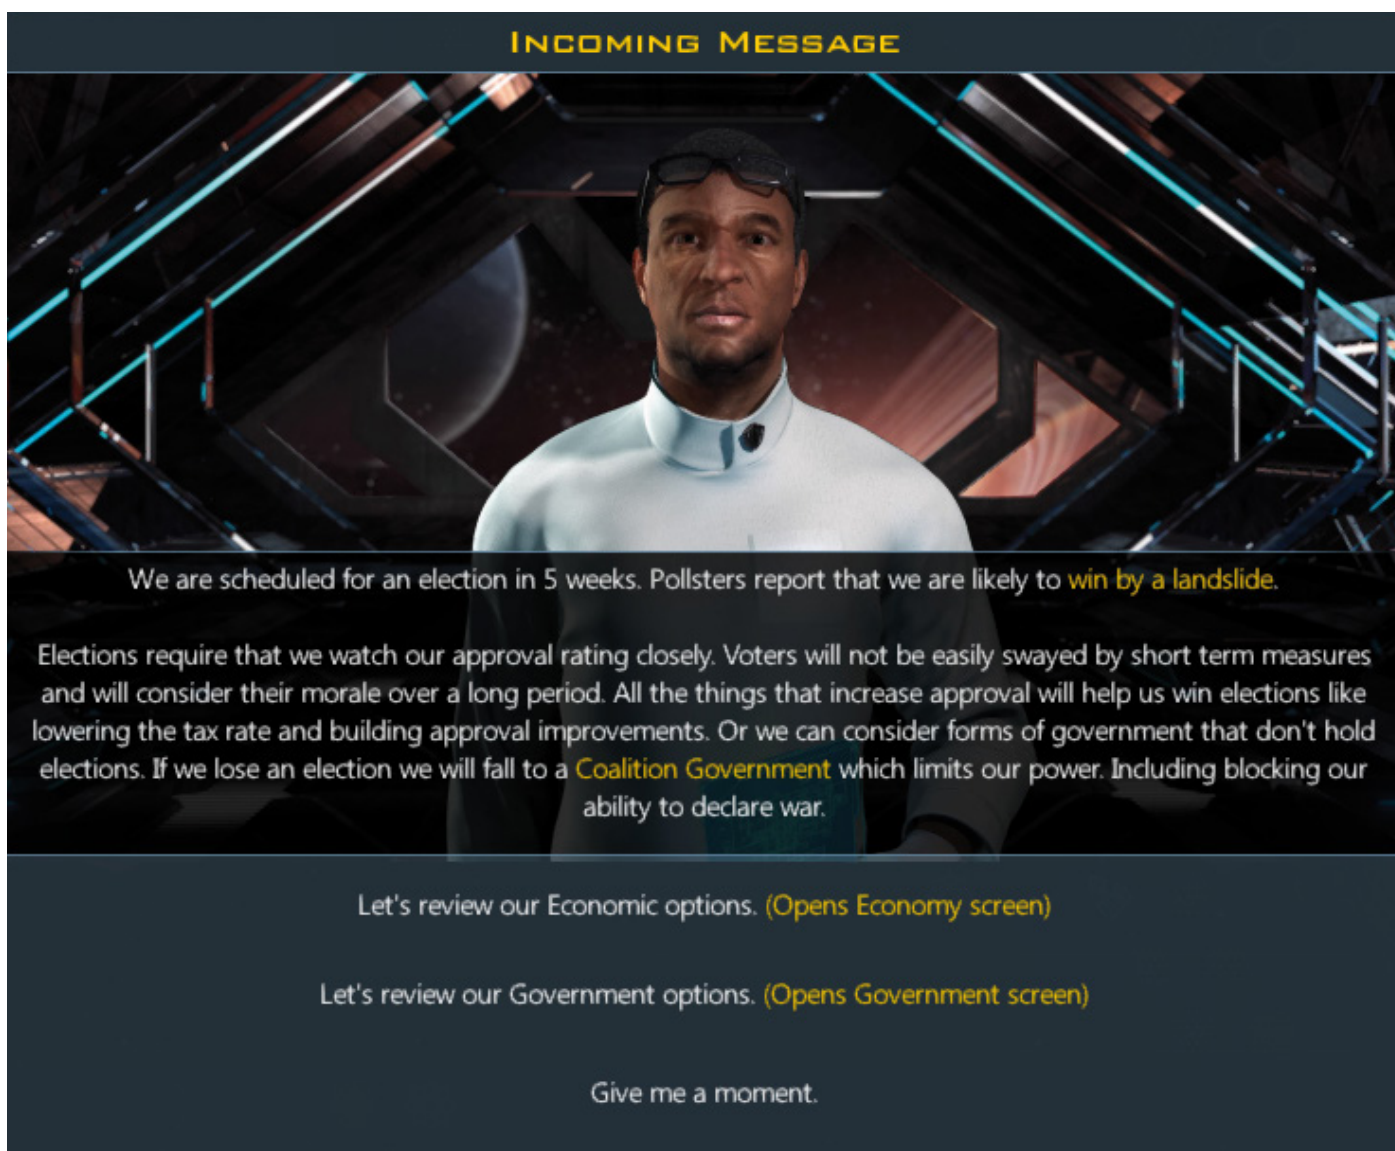 INCOMING MESSAGE
We are scheduled for an election in 5 weeks. Pollsters report that we are likely to win by a landslide.
Elections require that we watch our approval rating closely. Voters will not be easily swayed by short term measures
and will consider their morale over a long period. All the things that increase approval will help us win elections like
lowering the tax rate and building approval improvements. Or we can consider forms of government that don't hold
elections. If we lose an election we will fall to a Coalition Government which limits our power. Including blocking our
ability to declare war.
Let's review our Economic options. (Opens Economy screen)
Let's review our Government options. (Opens Government screen)
Give me a moment.